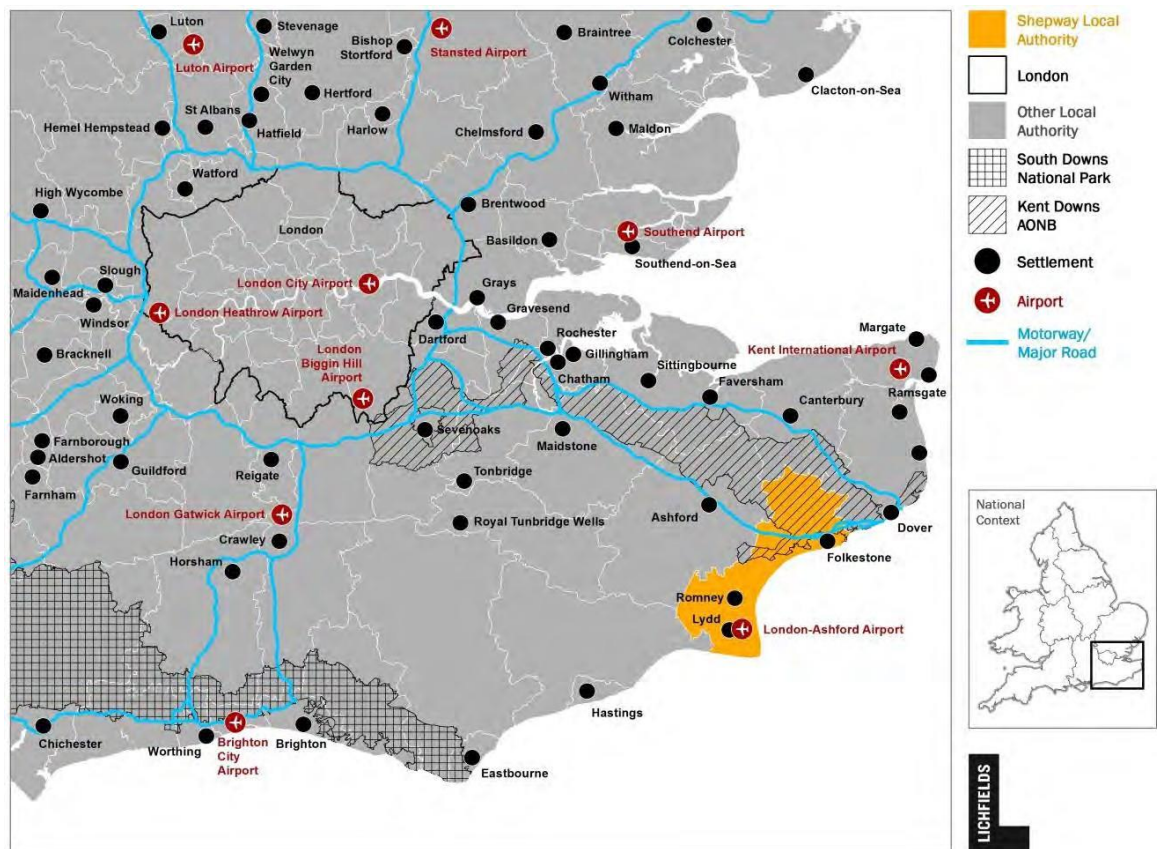 Luton
Stevenage
Bishop
Stortford
Stansted Airport
Braintree
Colchester
Luton Airport
Welwyn
Garden
City
Hertford
Witham
Clacton-on-Sea
St Albans
Hemel Hempstead
Hatfield
Harlow
Chelmsford
Maldon
Watford
High Wycombe
Brentwood
London
Basildon
Southend Airport
Southend-on-Sea
Slough
London City Airport
Maidenhead
Grays
Windsor
London Heathrow Airport
Gravesend
Dartford
Rochester
Margate
Bracknell
London
Biggin Hill
Airport
Gillingham
Kent International Airport
Chatham
Sittingbourne
Faversham
Ramsgate
Woking
Canterbury
Farnborough
Sevenoaks
Maidstone
Aldershot
Guildford
Reigate
Farnham
Tonbridge
London Gatwick Airport
Royal Tunbridge Wells
Ashford
Dover
Crawley
Folkestone
Horsham
Romney
Lydd
London-Ashford Airport
Hastings
Chichester
Worthing
Brighton
City
Airport
Brighton
Eastbourne
Shepway Local
Authority
London
Other Local
Authority
South Downs
National Park
Kent Downs
AONB
Settlement
Airport
Motorway/
Major Road
National
Context
LICHFIELDS